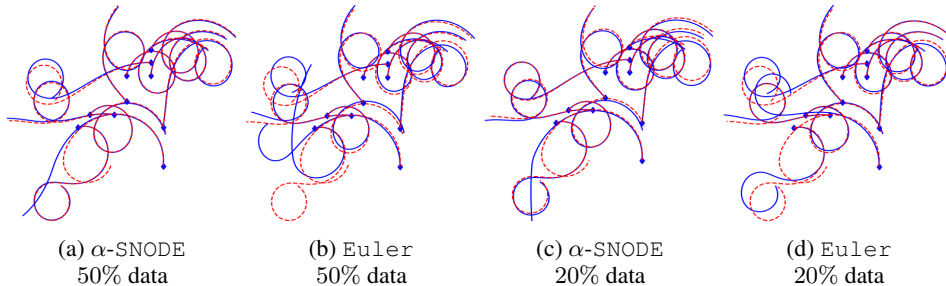 (a) α-SNODE
50% data
(b) Euler
50% data
(c) α-SNODE
20% data
(d) Euler
20% data